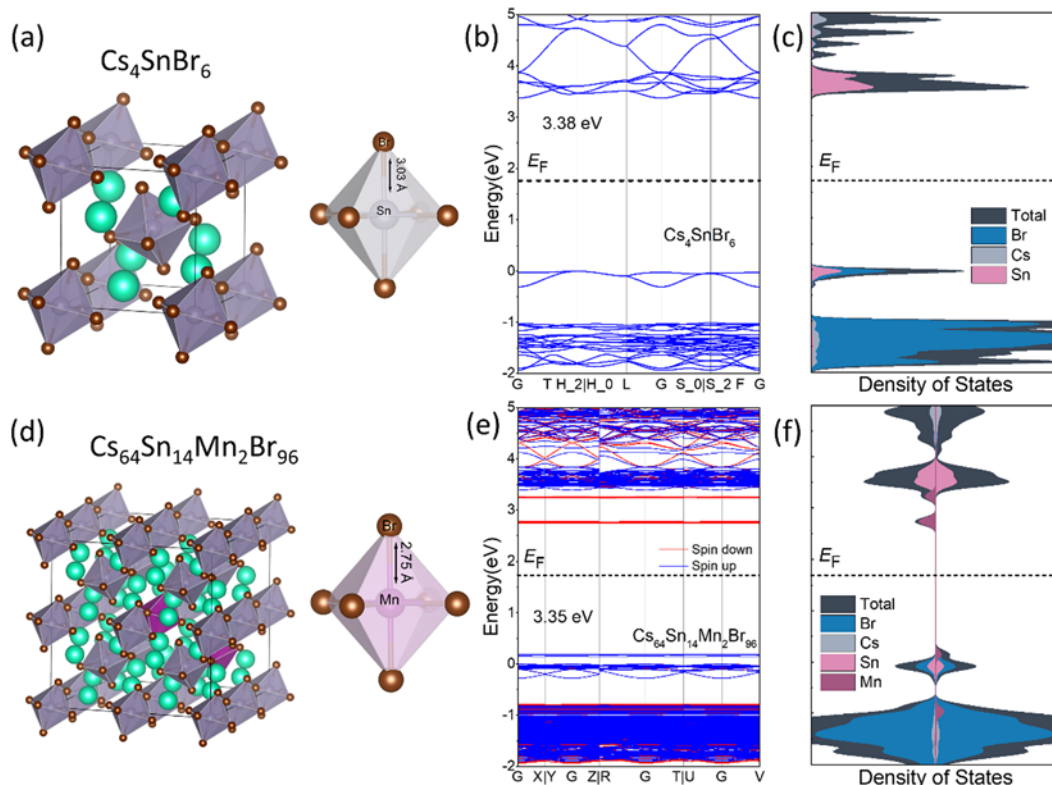 (a)
Cs4SnBr6
Br
3.03 Å
Sn
(b)
5
4
3
2
1
0
-1
-2
Energy(eV)
3.38 eV
EF
Cs4SnBr6
G T H_2|H_0 L G S_0|S_2 F G
(c)
EF
Total
Br
Cs
Sn
Density of States
(d)
Cs64Sn14Mn2Br96
Br
2.75 Å
Mn
(e)
5
4
3
2
1
0
-1
-2
Energy(eV)
EF
Spin down
Spin up
3.35 eV
Cs64Sn14Mn2Br96
G X|Y G Z|R G T|U G V
(f)
EF
Total
Br
Cs
Sn
Mn
Density of States